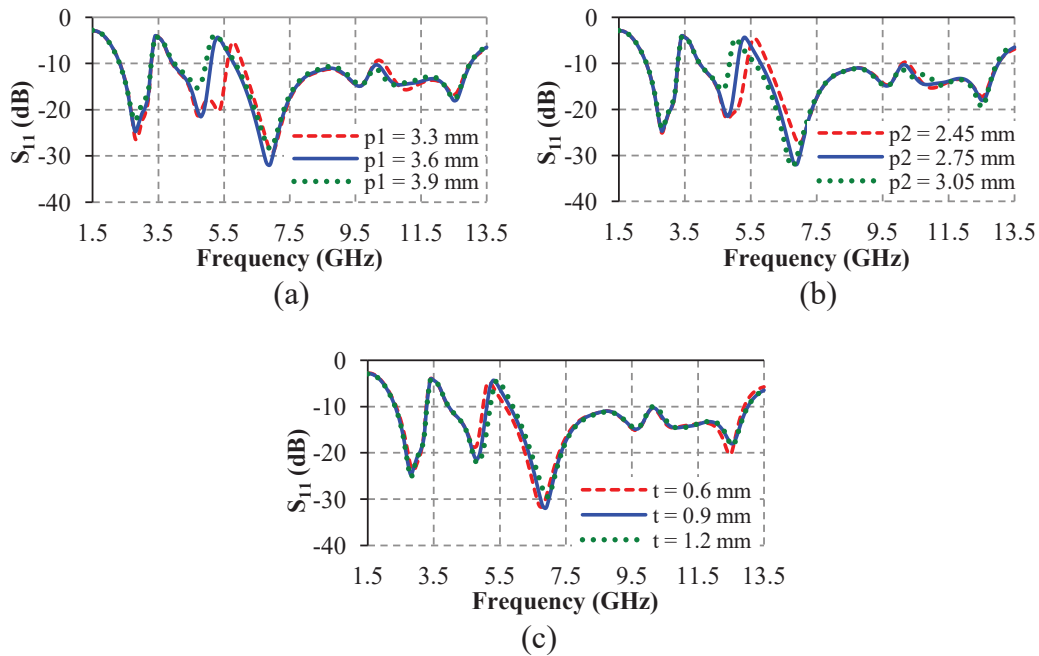 0
-10
-20
-30
-40
S11 (dB)
p1 = 3.3 mm
p1 = 3.6 mm
p1 = 3.9 mm
1.5 3.5 5.5 7.5 9.5 11.5 13.5
Frequency (GHz)
(a)
0
-10
-20
-30
-40
S11 (dB)
p2 = 2.45 mm
p2 = 2.75 mm
p2 = 3.05 mm
1.5 3.5 5.5 7.5 9.5 11.5 13.5
Frequency (GHz)
(b)
0
-10
-20
-30
-40
S11 (dB)
t = 0.6 mm
t = 0.9 mm
t = 1.2 mm
1.5 3.5 5.5 7.5 9.5 11.5 13.5
Frequency (GHz)
(c)